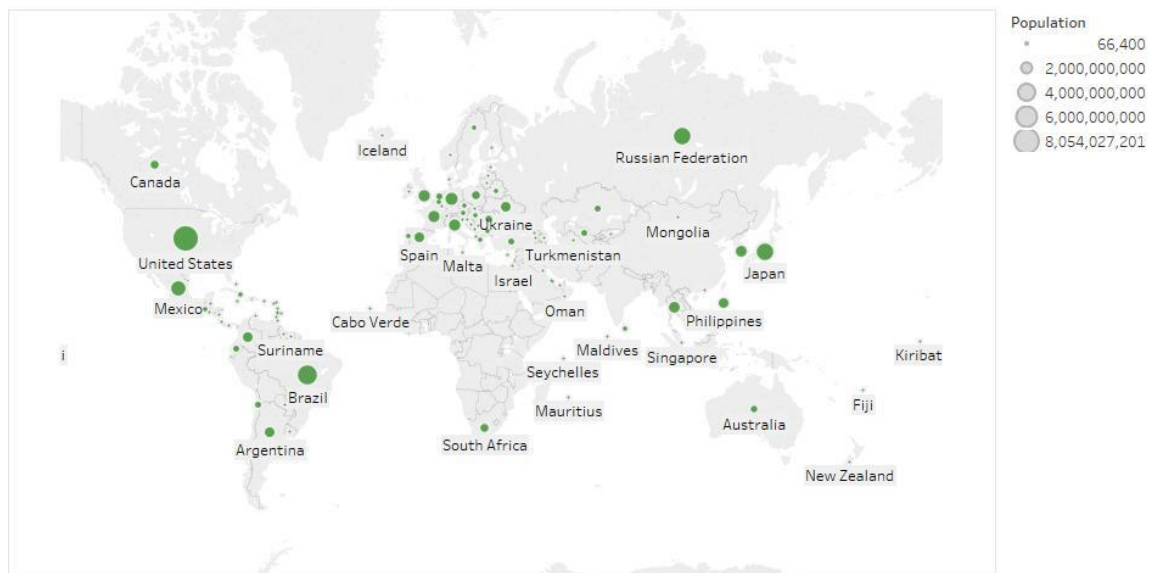 Population
66,400
2,000,000,000
4,000,000,000
6,000,000,000
8,054,027,201
Iceland
Russian Federation
Canada
Ukraine
Mongolia
United States
Spain
Malta
Turkmenistan
Israel
Japan
Mexico
Cabo Verde
Oman
Philippines
Suriname
Maldives
Singapore
i
Kiribat
Seychelles
Brazil
Mauritius
Fiji
Australia
Argentina
South Africa
New Zealand